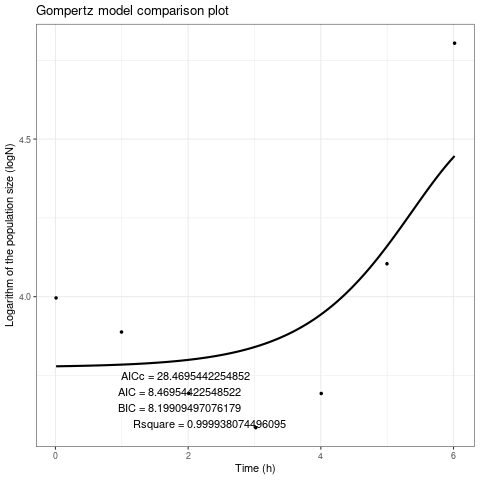 Gompertz model comparison plot
Logarithm of the population size (logN)
4.5
4.0
AICc = 28.4695442254852
AIC = 8.46954422548522
BIC = 8.19909497076179
Rsquare = 0.999938074496095
0 2 4 6
Time (h)